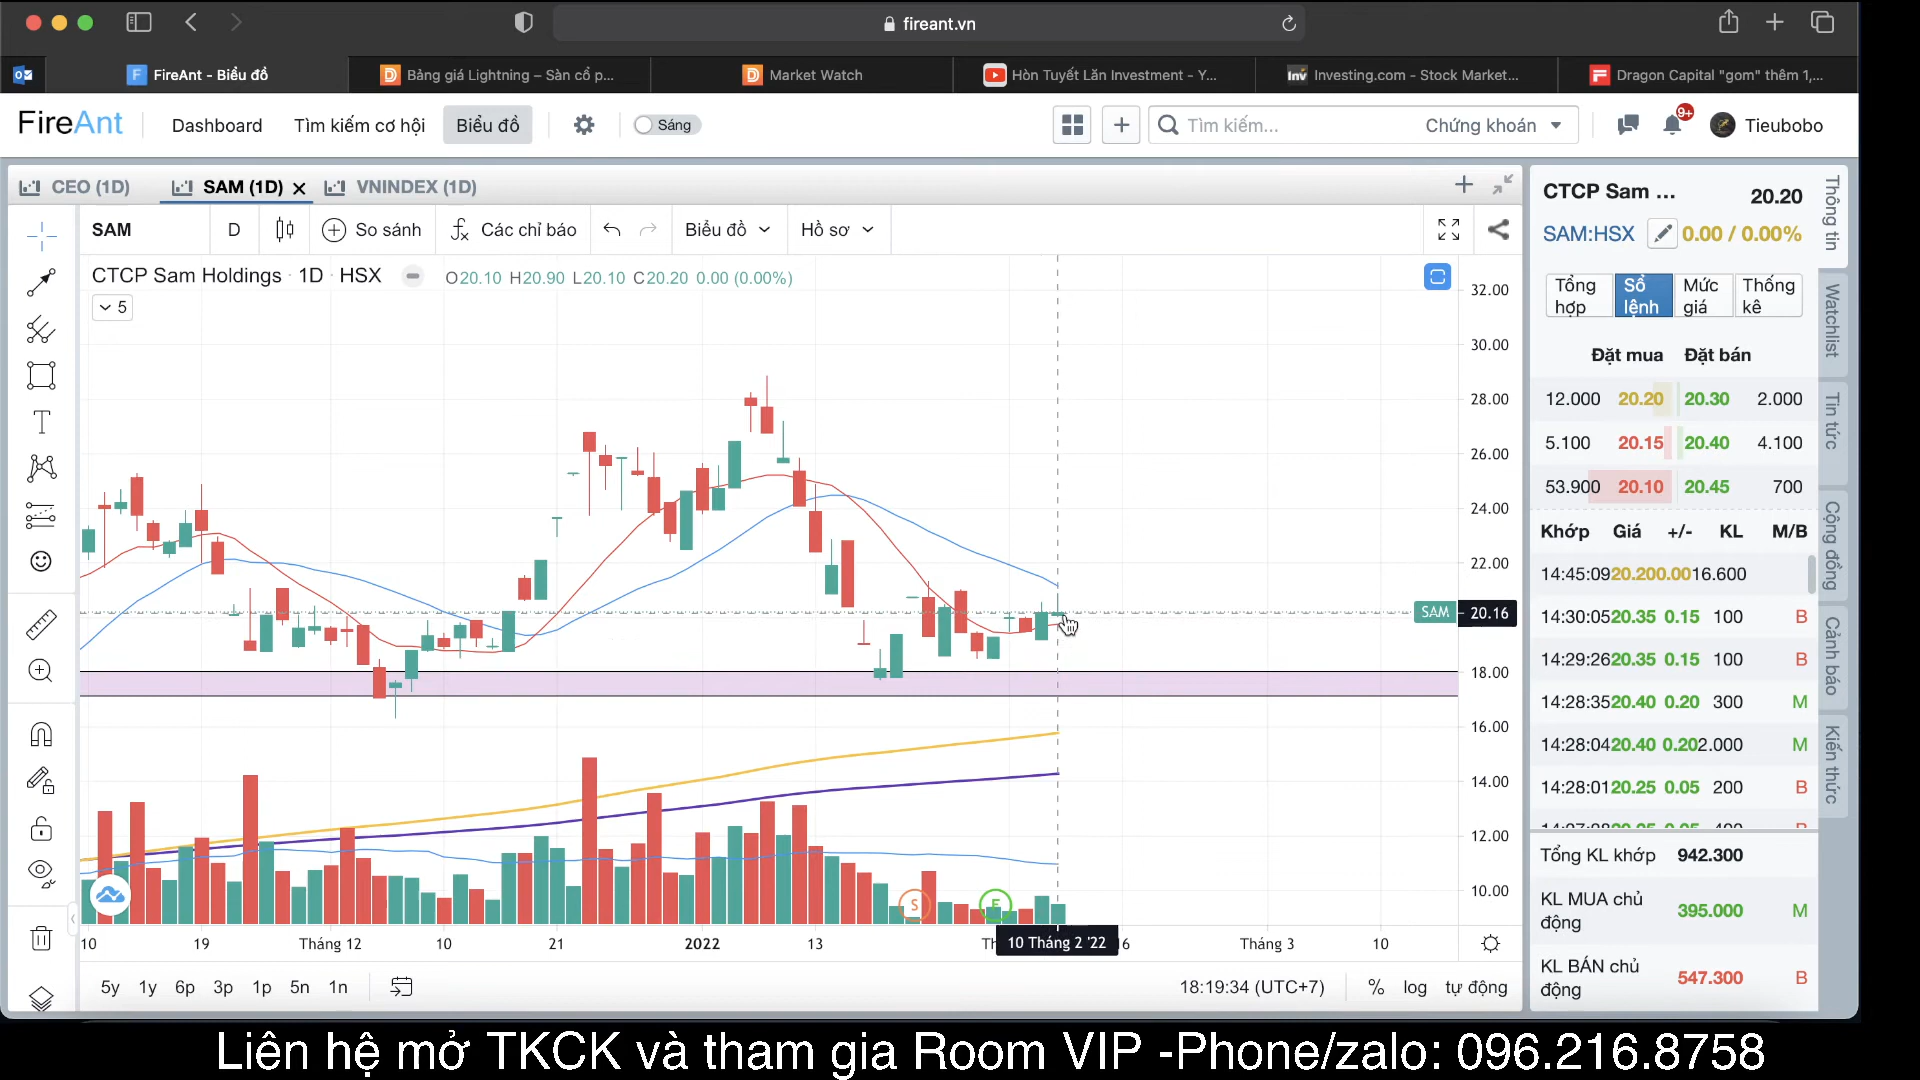 fireant.vn
FireAnt - Biểu đồ
Bảng giá Lightning – Sàn cổ p...
Market Watch
Hòn Tuyết Lăn Investment - Y...
Investing.com - Stock Market...
Dragon Capital "gom" thêm 1,...
FireAnt Dashboard Tìm kiếm cơ hội Biểu đồ Sáng Tìm kiếm... Chứng khoán 9+ Tieubobo
CEO (1D) SAM (1D) VNINDEX (1D)
SAM D So sánh Các chỉ báo Biểu đồ Hồ sơ
CTCP Sam Holdings · 1D · HSX O20.10 H20.90 L20.10 C20.20 0.00 (0.00%)
5
32.00
30.00
28.00
26.00
24.00
22.00
SAM 20.16
18.00
16.00
14.00
12.00
10.00
S E
10 19 Tháng 12 10 21 2022 13 10 Tháng 2 '22 Tháng 3 10
5y 1y 6p 3p 1p 5n 1n 18:19:34 (UTC+7) % log tự động
CTCP Sam ... 20.20
SAM:HSX 0.00 / 0.00%
Tổng hợp Sổ lệnh Mức giá Thống kê
Đặt mua Đặt bán
12.000 20.20 20.30 2.000
5.100 20.15 20.40 4.100
53.900 20.10 20.45 700
Khớp Giá +/- KL M/B
14:45:09 20.20 0.00 16.600
14:30:05 20.35 0.15 100 B
14:29:26 20.35 0.15 100 B
14:28:35 20.40 0.20 300 M
14:28:04 20.40 0.20 2.000 M
14:28:01 20.25 0.05 200 B
Tổng KL khớp 942.300
KL MUA chủ động 395.000 M
KL BÁN chủ động 547.300 B
Thông tin
Watchlist
Tin tức
Cộng đồng
Cảnh báo
Kiến thức
Liên hệ mở TKCK và tham gia Room VIP -Phone/zalo: 096.216.8758